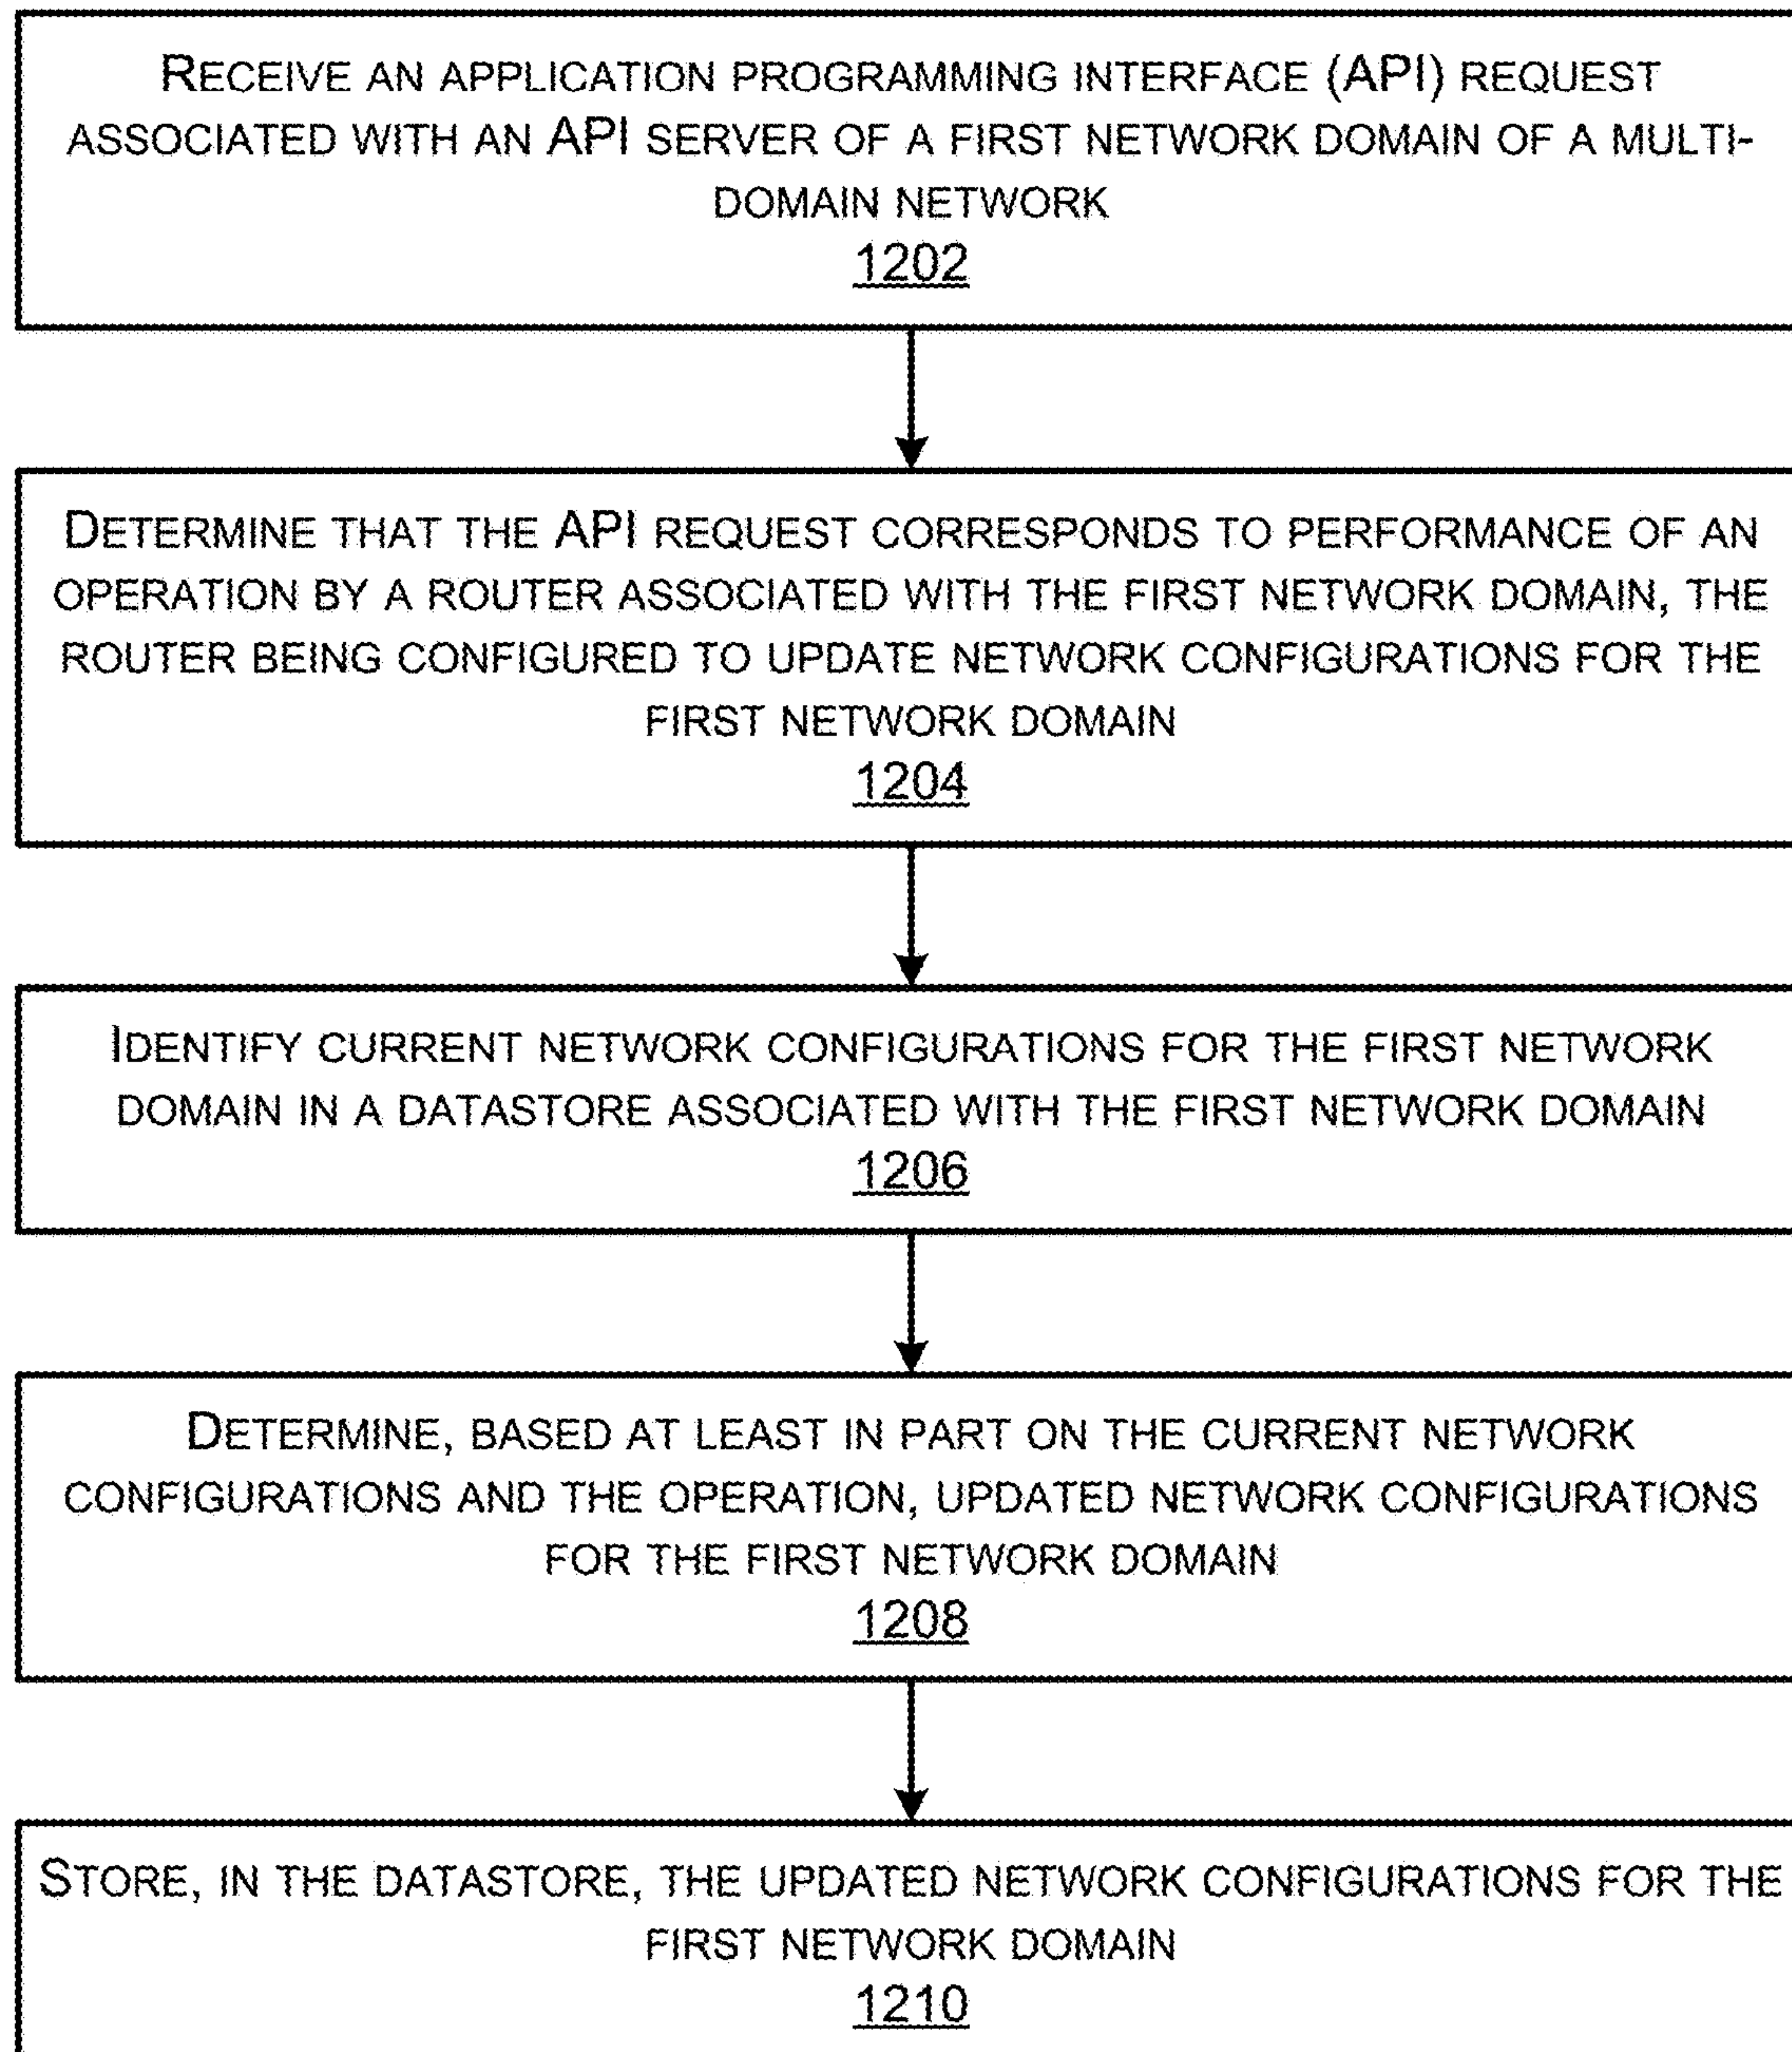 RECEIVE AN APPLICATION PROGRAMMING INTERFACE (API) REQUEST
ASSOCIATED WITH AN API SERVER OF A FIRST NETWORK DOMAIN OF A MULTI-
DOMAIN NETWORK
1202
DETERMINE THAT THE API REQUEST CORRESPONDS TO PERFORMANCE OF AN
OPERATION BY A ROUTER ASSOCIATED WITH THE FIRST NETWORK DOMAIN, THE
ROUTER BEING CONFIGURED TO UPDATE NETWORK CONFIGURATIONS FOR THE
FIRST NETWORK DOMAIN
1204
IDENTIFY CURRENT NETWORK CONFIGURATIONS FOR THE FIRST NETWORK
DOMAIN IN A DATASTORE ASSOCIATED WITH THE FIRST NETWORK DOMAIN
1206
DETERMINE, BASED AT LEAST IN PART ON THE CURRENT NETWORK
CONFIGURATIONS AND THE OPERATION, UPDATED NETWORK CONFIGURATIONS
FOR THE FIRST NETWORK DOMAIN
1208
STORE, IN THE DATASTORE, THE UPDATED NETWORK CONFIGURATIONS FOR THE
FIRST NETWORK DOMAIN
1210